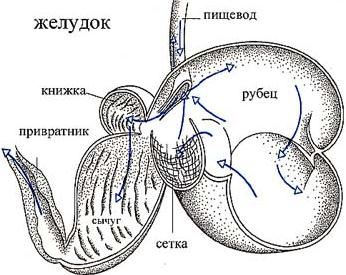 пищевод
желудок
книжка
рубец
привратник
сычуг
сетка